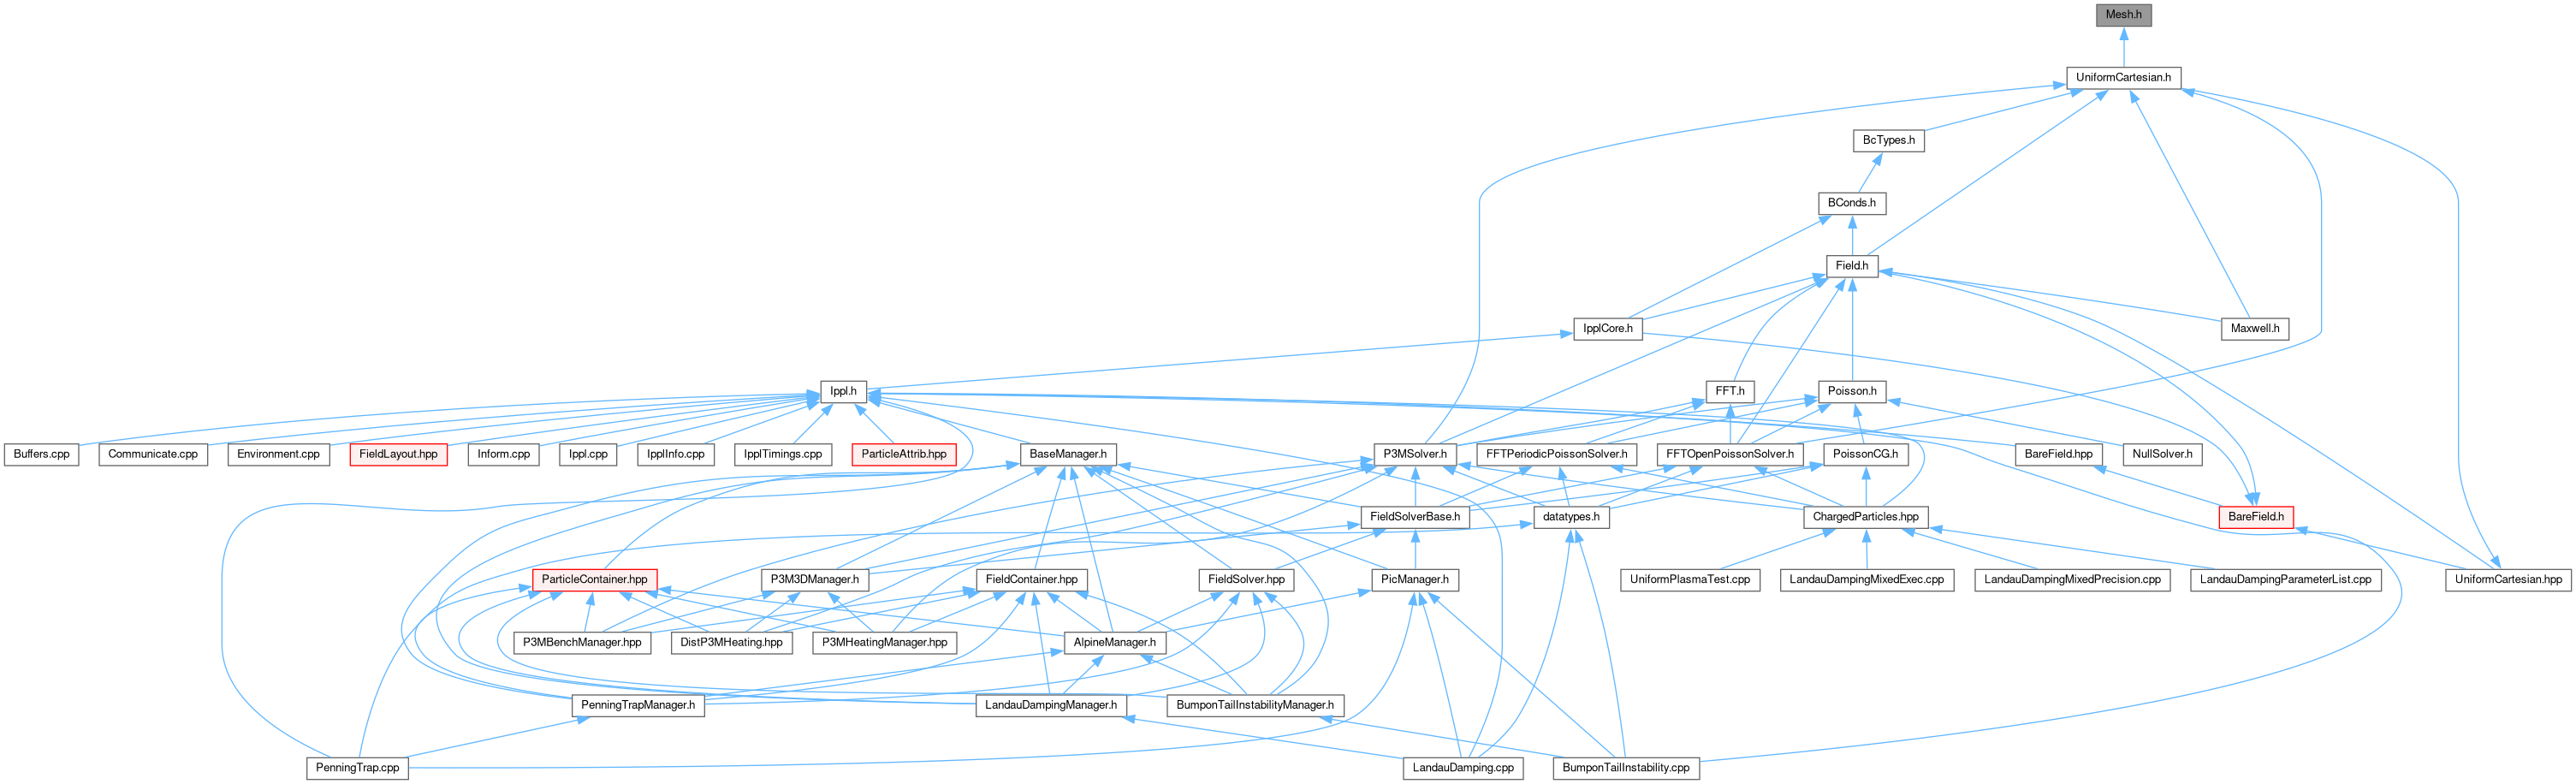 Mesh.h
UniformCartesian.h
BcTypes.h
BConds.h
Field.h
IpplCore.h
Maxwell.h
Ippl.h
FFT.h
Poisson.h
Buffers.cpp
Communicate.cpp
Environment.cpp
FieldLayout.hpp
Inform.cpp
Ippl.cpp
IpplInfo.cpp
IpplTimings.cpp
ParticleAttrib.hpp
BaseManager.h
P3MSolver.h
FFTPeriodicPoissonSolver.h
FFTOpenPoissonSolver.h
PoissonCG.h
BareField.hpp
NullSolver.h
FieldSolverBase.h
datatypes.h
ChargedParticles.hpp
BareField.h
ParticleContainer.hpp
P3M3DManager.h
FieldContainer.hpp
FieldSolver.hpp
PicManager.h
UniformPlasmaTest.cpp
LandauDampingMixedExec.cpp
LandauDampingMixedPrecision.cpp
LandauDampingParameterList.cpp
UniformCartesian.hpp
P3MBenchManager.hpp
DistP3MHeating.hpp
P3MHeatingManager.hpp
AlpineManager.h
PenningTrapManager.h
LandauDampingManager.h
BumponTailInstabilityManager.h
PenningTrap.cpp
LandauDamping.cpp
BumponTailInstability.cpp